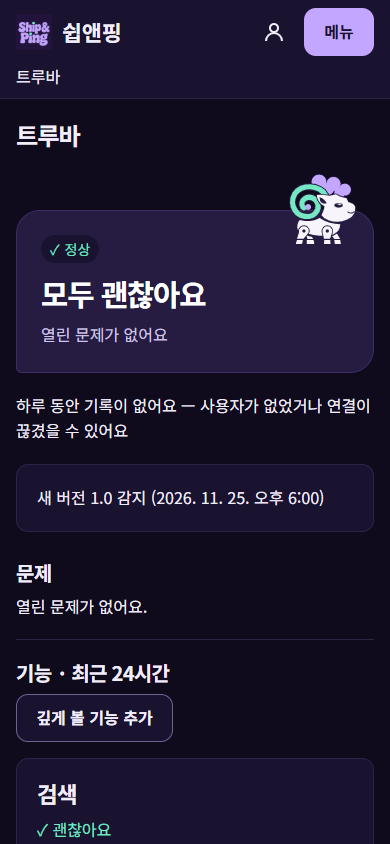 Ship&
Ping
쉽앤핑
메뉴
트루바
트루바
✓ 정상
모두 괜찮아요
열린 문제가 없어요
하루 동안 기록이 없어요 — 사용자가 없었거나 연결이
끊겼을 수 있어요
새 버전 1.0 감지 (2026. 11. 25. 오후 6:00)
문제
열린 문제가 없어요.
기능 · 최근 24시간
깊게 볼 기능 추가
검색
✓ 괜찮아요